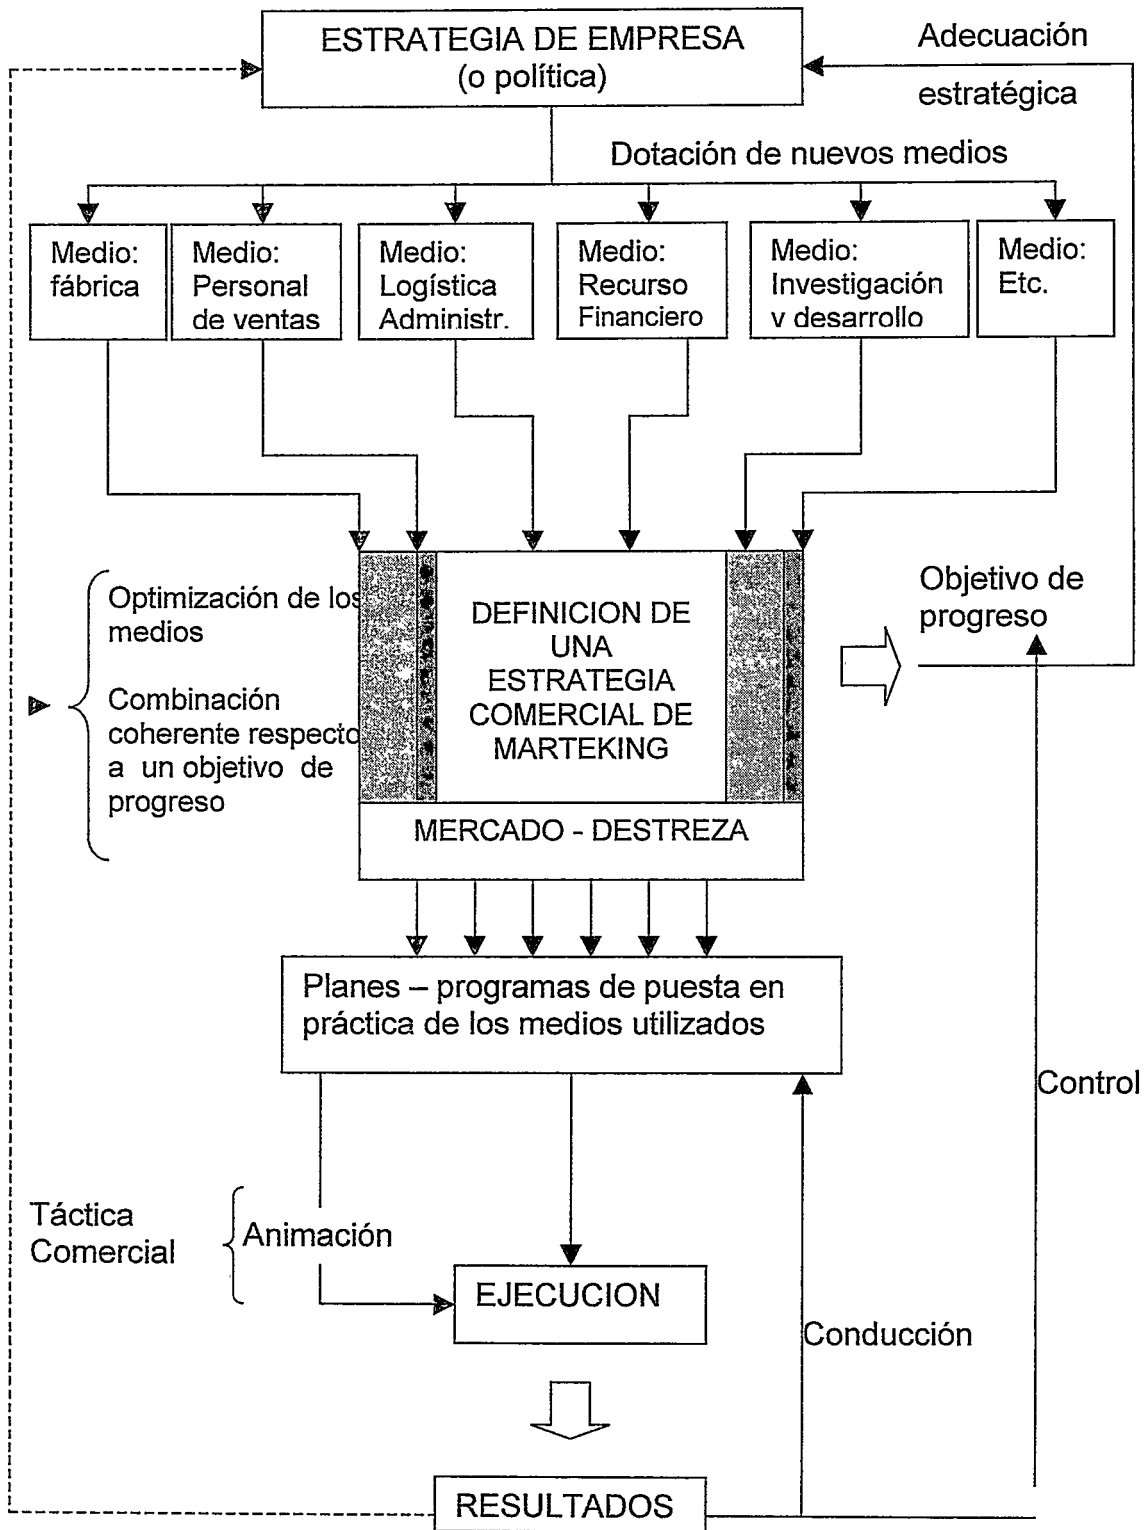 ESTRATEGIA DE EMPRESA
(o política)
Adecuación
estratégica
Dotación de nuevos medios
Medio:
fábrica
Medio:
Personal
de ventas
Medio:
Logística
Administr.
Medio:
Recurso
Financiero
Medio:
Investigación
y desarrollo
Medio:
Etc.
Optimización de los
medios
Combinación
coherente respecto
a un objetivo de
progreso
DEFINICION DE
UNA
ESTRATEGIA
COMERCIAL DE
MARTEKING
MERCADO - DESTREZA
Objetivo de
progreso
Planes – programas de puesta en
práctica de los medios utilizados
Control
Táctica
Comercial
Animación
EJECUCION
Conducción
RESULTADOS